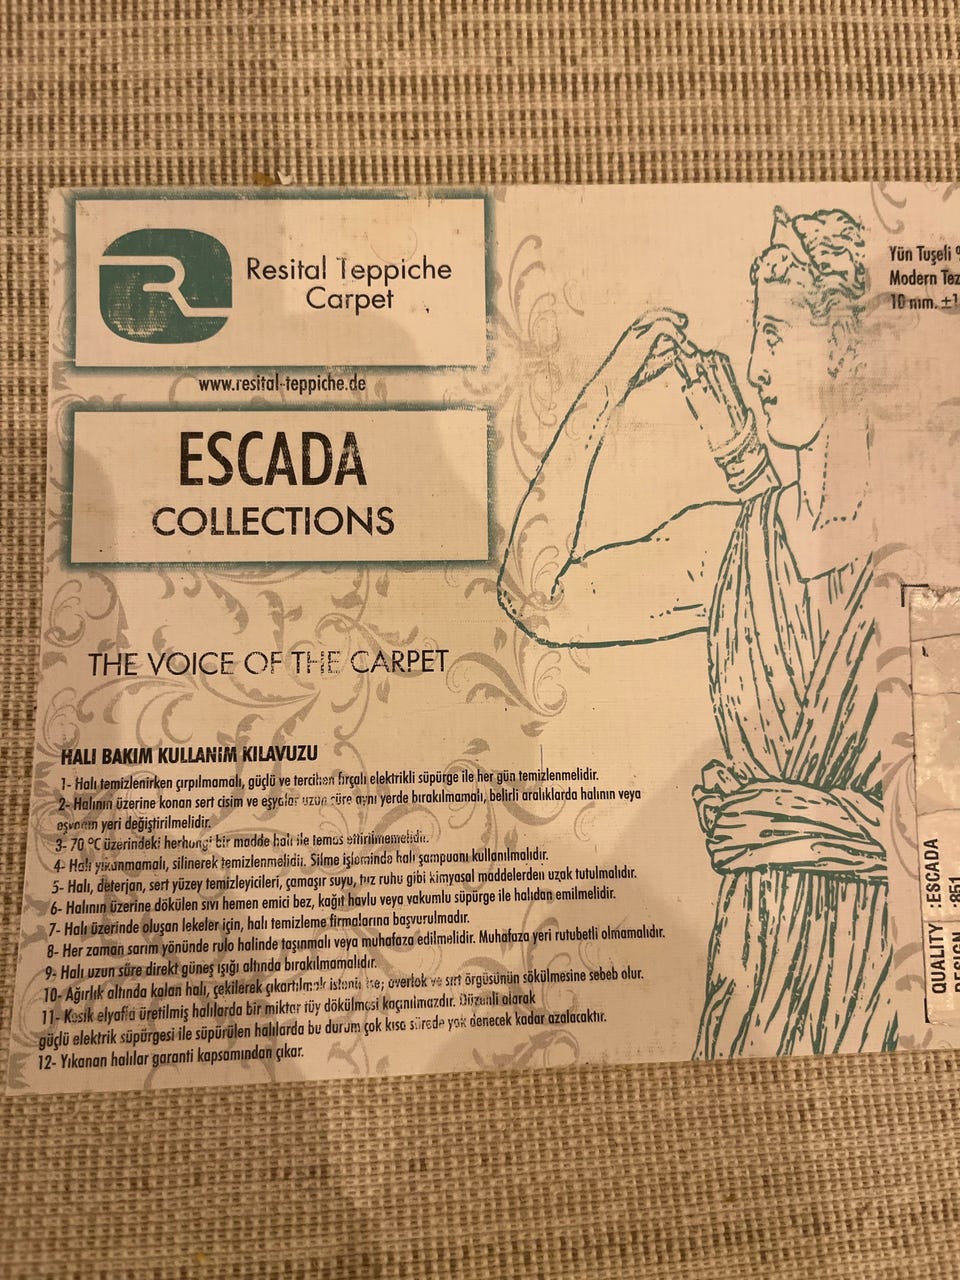 Resital Teppiche
Carpet
www.resital-teppiche.de
ESCADA
COLLECTIONS
THE VOICE OF THE CARPET
Yün Tuşeli %
Modern Tez
10 mm. ±1
HALI BAKIM KULLANIM KILAVUZU
1- Halı temizlenirken çırpılmamalı, güçlü ve tercihen fırçalı elektrikli süpürge ile her gün temizlenmelidir.
2- Halının üzerine konan sert cisim ve eşyalar uzun süre aynı yerde bırakılmamalı, belirli aralıklarda halının veya
eşyanın yeri değiştirilmelidir.
3- 70 °C üzerindeki herhangi bir madde halı ile temas ettirilmemelidir.
4- Halı yıkanmamalı, silinerek temizlenmelidir. Silme işleminde halı şampuanı kullanılmalıdır.
5- Halı, deterjan, sert yüzey temizleyicileri, çamaşır suyu, tuz ruhu gibi kimyasal maddelerden uzak tutulmalıdır.
6- Halının üzerine dökülen sıvı hemen emici bez, kağıt havlu veya vakumlu süpürge ile halıdan emilmelidir.
7- Halı üzerinde oluşan lekeler için, halı temizleme firmalarına başvurulmadır.
8- Her zaman sarım yönünde rulo halinde taşınmalı veya muhafaza edilmelidir. Muhafaza yeri rutubetli olmamalıdır.
9- Halı uzun süre direkt güneş ışığı altında bırakılmamalıdır.
10- Ağırlık altında kalan halı, çekilerek çıkartılmak istenirse; overlok ve sırt örgüsünün sökülmesine sebeb olur.
11- Kesik elyafla üretilmiş halılarda bir miktar tüy dökülmesi kaçınılmazdır. Düzenli olarak
güçlü elektrik süpürgesi ile süpürülen halılarda bu durum çok kısa sürede yok denecek kadar azalacaktır.
12- Yıkanan halılar garanti kapsamından çıkar.
QUALITY :ESCADA
:851